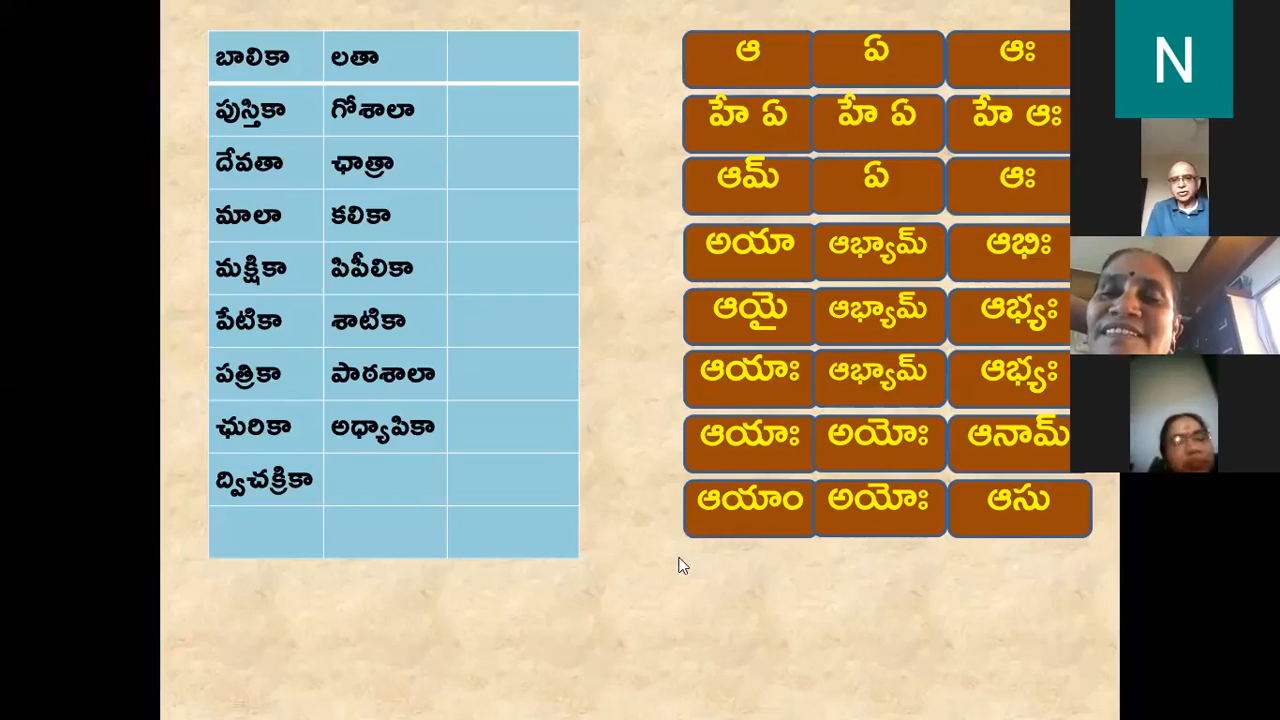 బాలికా లతా
పుస్తికా గోశాలా
దేవతా ఛాత్రా
మాలా కలికా
మక్షికా పిపీలికా
పేటికా శాటికా
పత్రికా పాఠశాలా
ఛురికా అధ్యాపికా
ద్విచక్రికా
ఆ ఏ ఆః
హే ఏ హే ఏ హే ఆః
ఆమ్ ఏ ఆః
అయా ఆభ్యామ్ ఆభిః
ఆయై ఆభ్యామ్ ఆభ్యః
ఆయాః ఆభ్యామ్ ఆభ్యః
ఆయాః అయోః ఆనామ్
ఆయాం అయోః ఆసు
N